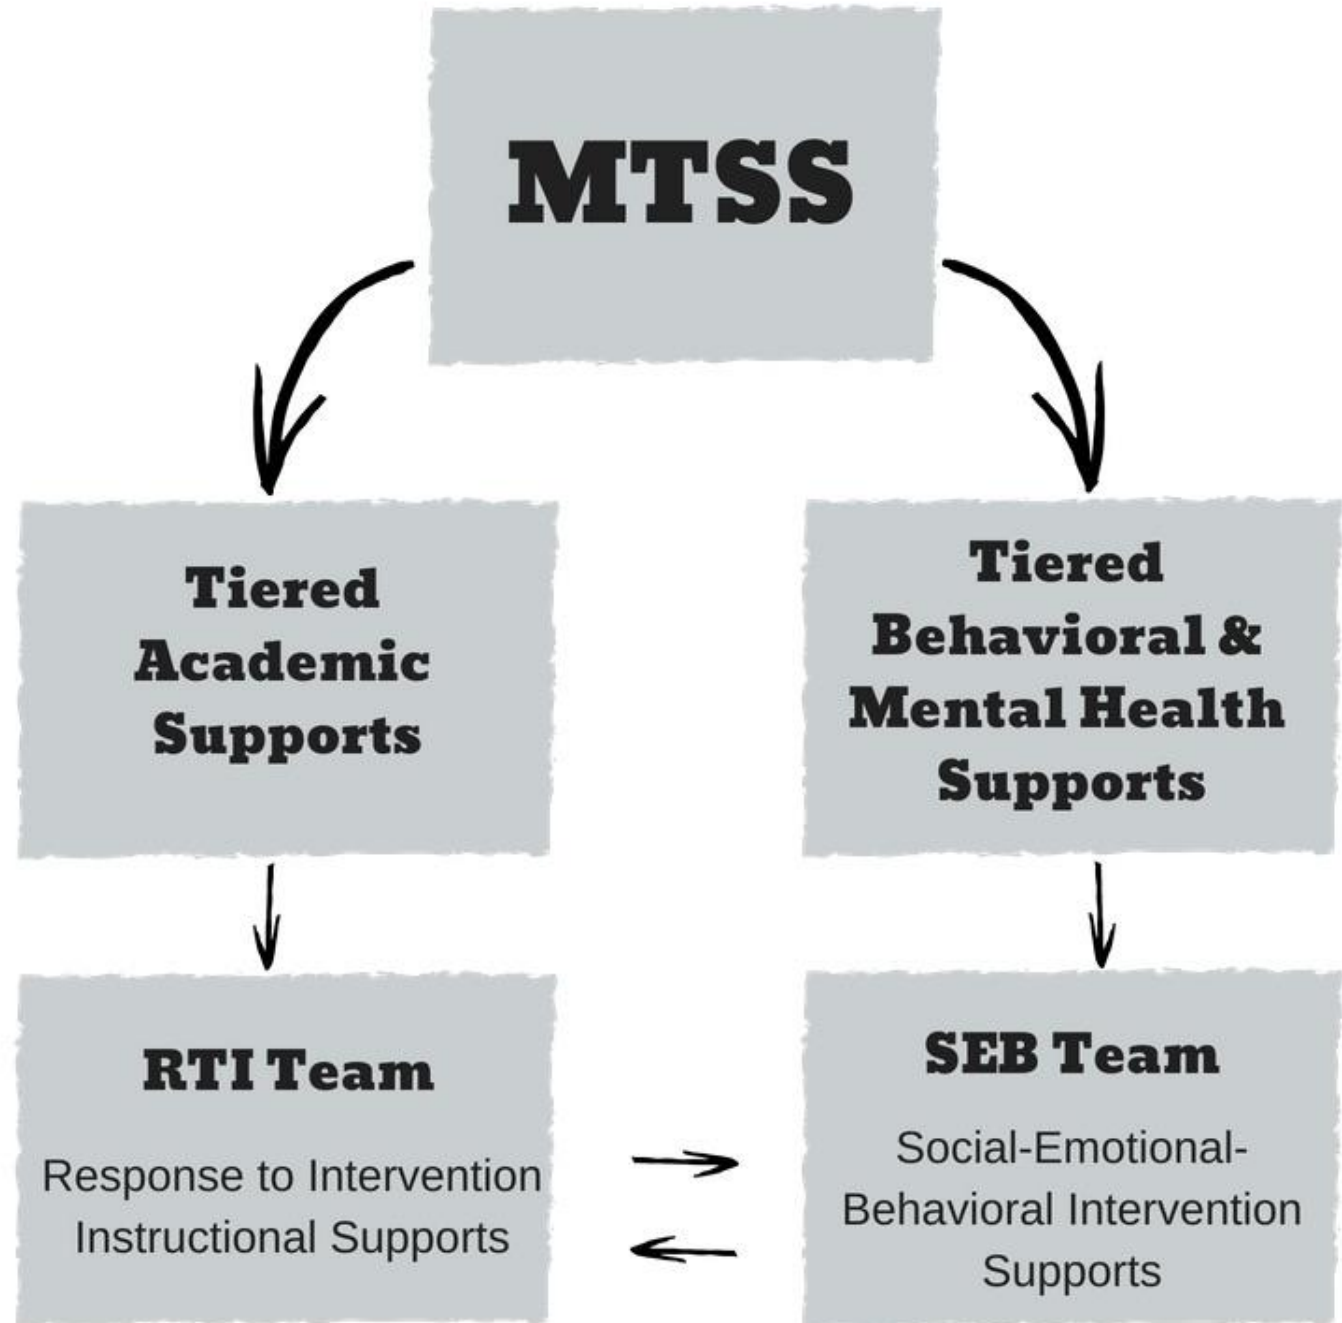 MTSS
Tiered
Academic
Supports
Tiered
Behavioral &
Mental Health
Supports
RTI Team
Response to Intervention
Instructional Supports
SEB Team
Social-Emotional-
Behavioral Intervention
Supports